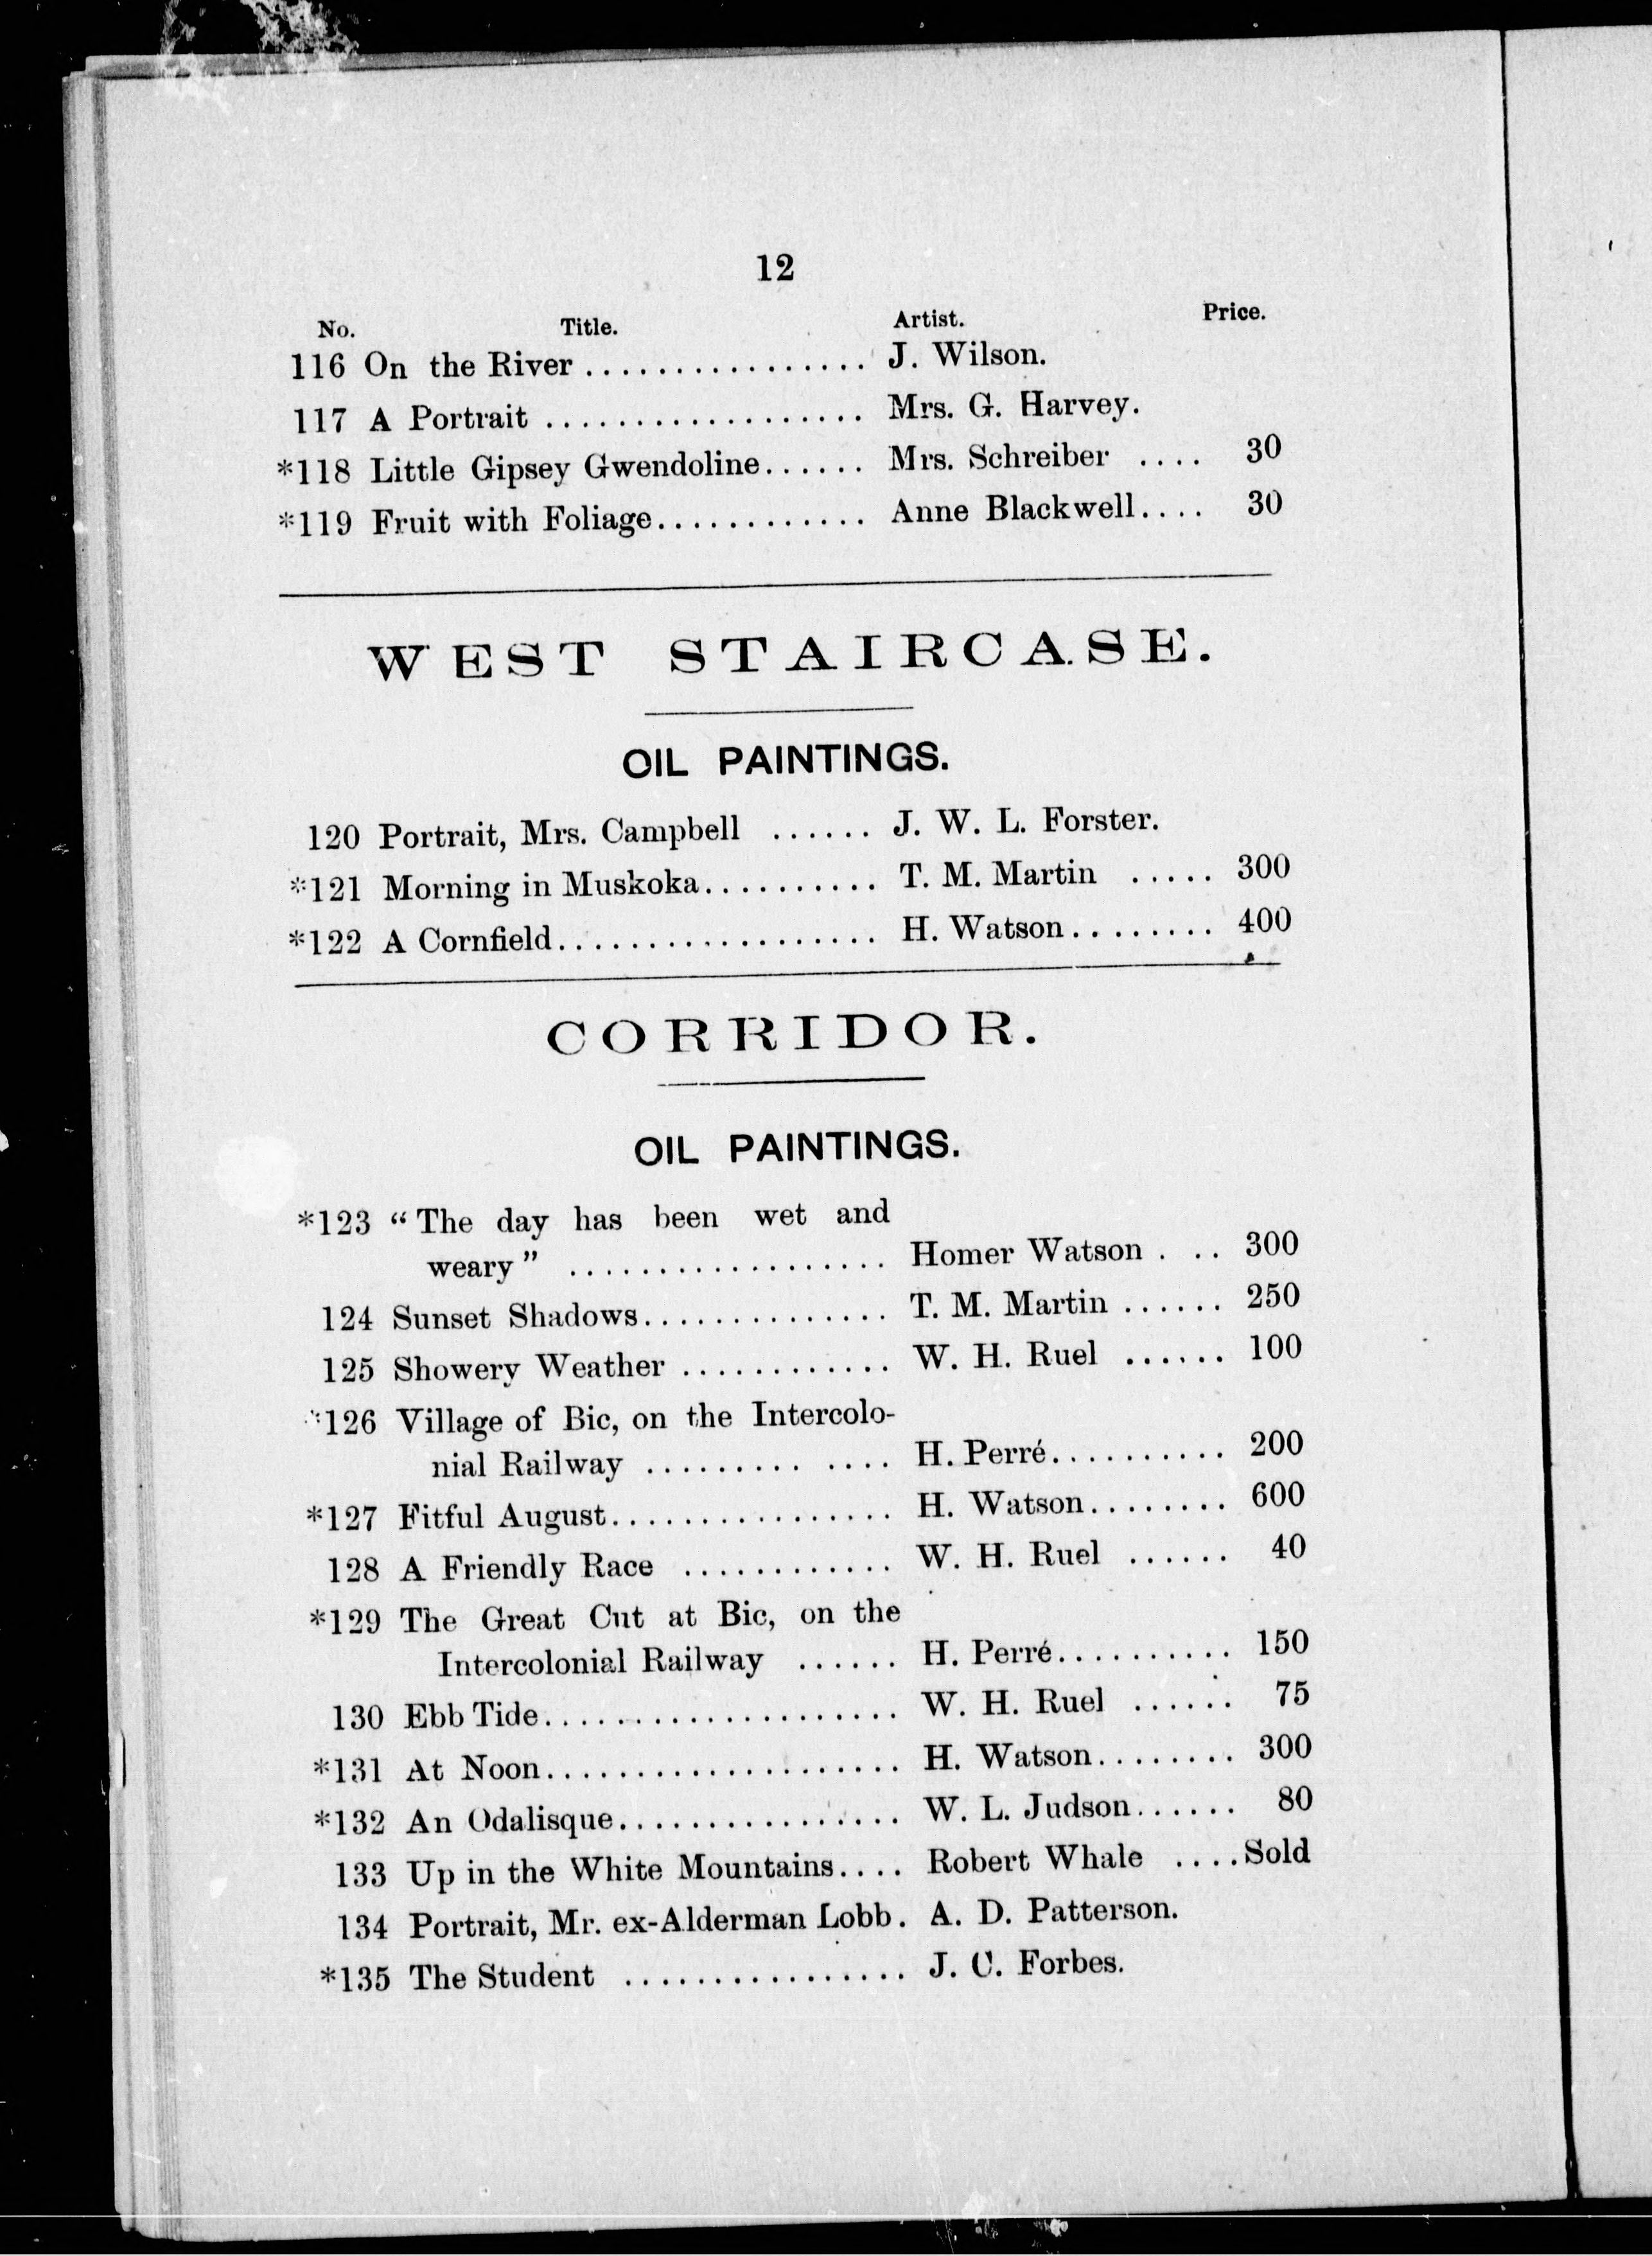 12
No. Title. Artist. Price.
116 On the River ................ J. Wilson.
117 A Portrait .................. Mrs. G. Harvey.
*118 Little Gipsey Gwendoline...... Mrs. Schreiber .... 30
*119 Fruit with Foliage............ Anne Blackwell.... 30
WEST STAIRCASE.
OIL PAINTINGS.
120 Portrait, Mrs. Campbell ...... J. W. L. Forster.
*121 Morning in Muskoka.......... T. M. Martin ..... 300
*122 A Cornfield.................. H. Watson........ 400
CORRIDOR.
OIL PAINTINGS.
*123 “The day has been wet and
weary” .................. Homer Watson . .. 300
124 Sunset Shadows.............. T. M. Martin ...... 250
125 Showery Weather ............ W. H. Ruel ...... 100
*126 Village of Bic, on the Intercolo-
nial Railway ......... .... H. Perré.......... 200
*127 Fitful August................ H. Watson........ 600
128 A Friendly Race ............ W. H. Ruel ...... 40
*129 The Great Cut at Bic, on the
Intercolonial Railway ...... H. Perré.......... 150
130 Ebb Tide.................... W. H. Ruel ...... 75
*131 At Noon.................... H. Watson........ 300
*132 An Odalisque................ W. L. Judson...... 80
133 Up in the White Mountains.... Robert Whale ....Sold
134 Portrait, Mr. ex-Alderman Lobb. A. D. Patterson.
*135 The Student ................ J. C. Forbes.